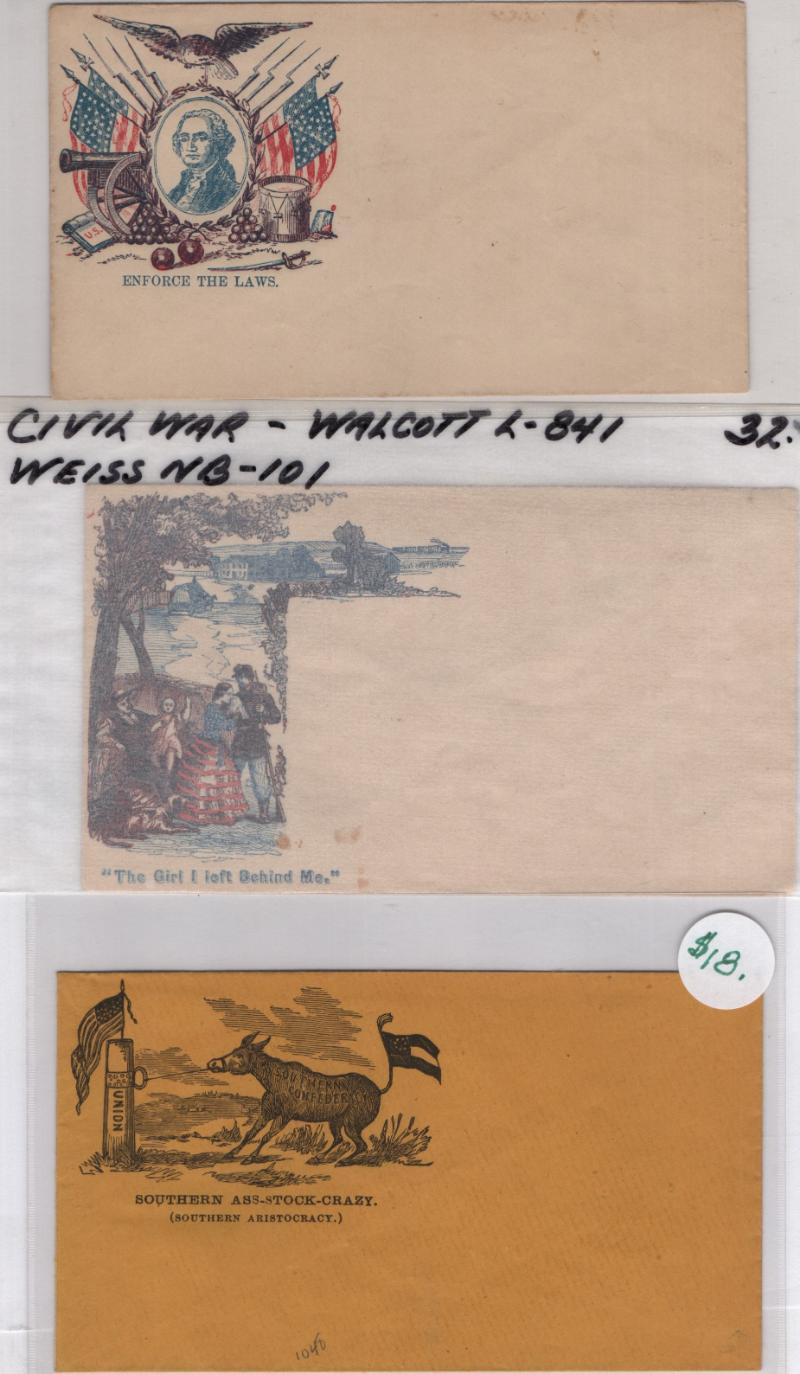 U.S.
ENFORCE THE LAWS.
CIVIL WAR - WALCOTT L-841 32.
WEISS NB-101
"The Girl I left Behind Me."
$18.
UNION
SOUTHERN
CONFEDERACY
SOUTHERN ASS-STOCK-CRAZY.
(SOUTHERN ARISTOCRACY.)
1040